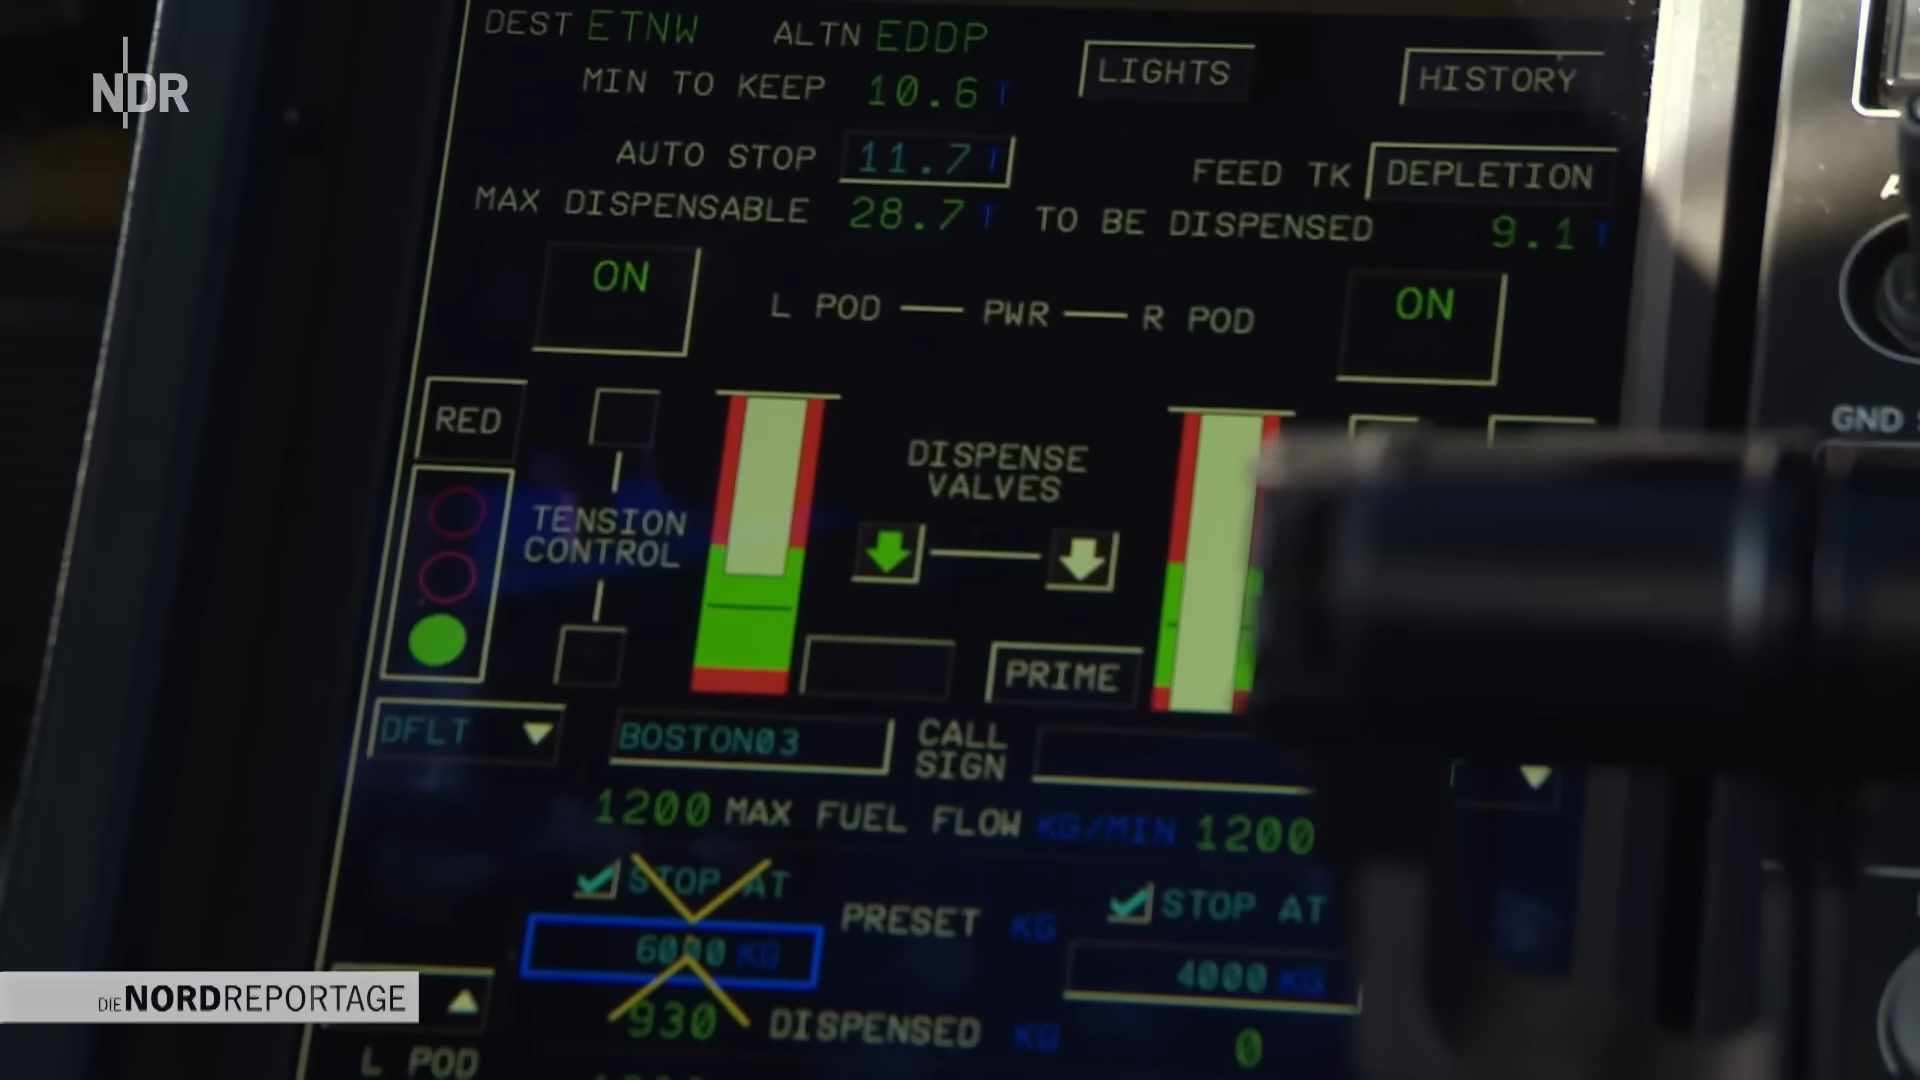 NDR
DEST ETNW ALTN EDDP
MIN TO KEEP 10.6 T
LIGHTS
HISTORY
AUTO STOP 11.7 T
FEED TK DEPLETION
MAX DISPENSABLE 28.7 T TO BE DISPENSED 9.1 T
ON
L POD PWR R POD
ON
RED
TENSION
CONTROL
DISPENSE
VALVES
PRIME
DFLT
BOSTON03
CALL
SIGN
1200 MAX FUEL FLOW KG/MIN 1200
STOP AT
PRESET KG
STOP AT
KG
4000 KG
930 DISPENSED KG 0
L POD
GND
DIE NORDREPORTAGE